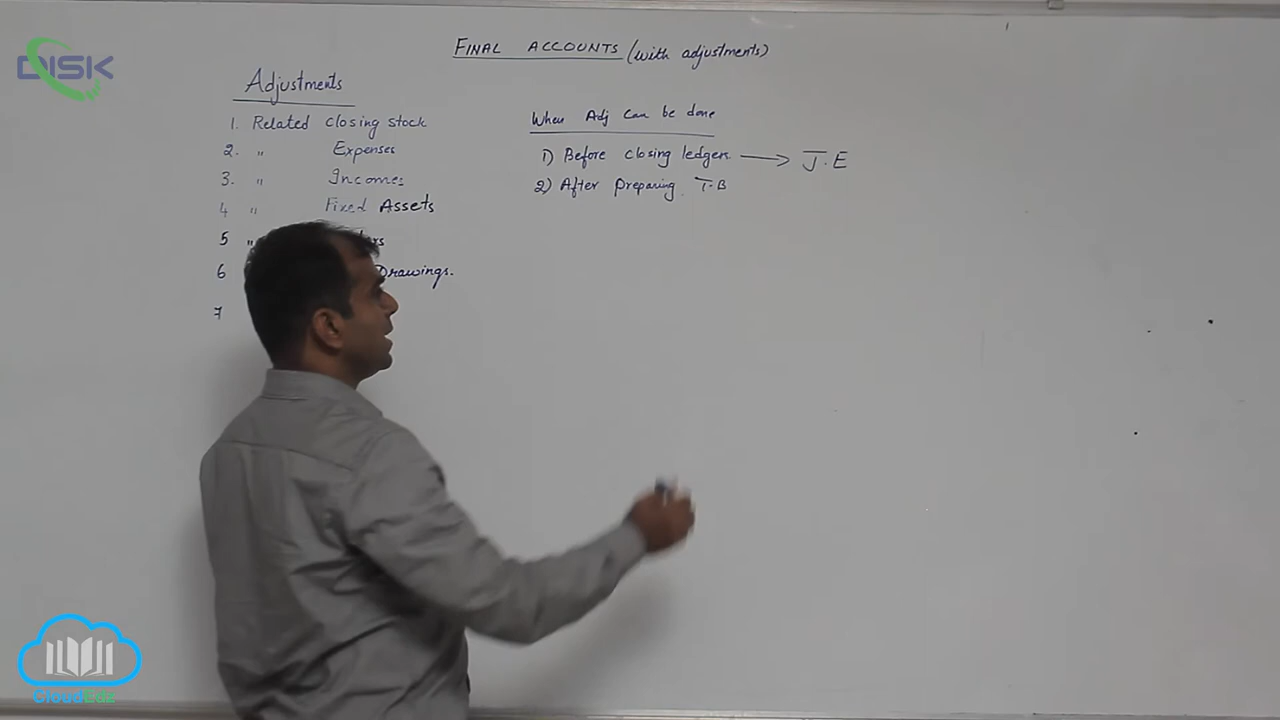 DISK
FINAL ACCOUNTS (with adjustments)
Adjustments
1. Related closing stock
2. " Expenses
3. " Incomes
4 " Fixed Assets
5 "
6 Drawings.
7
When Adj can be done
1) Before closing ledgers → J.E
2) After preparing T.B
CloudEdz